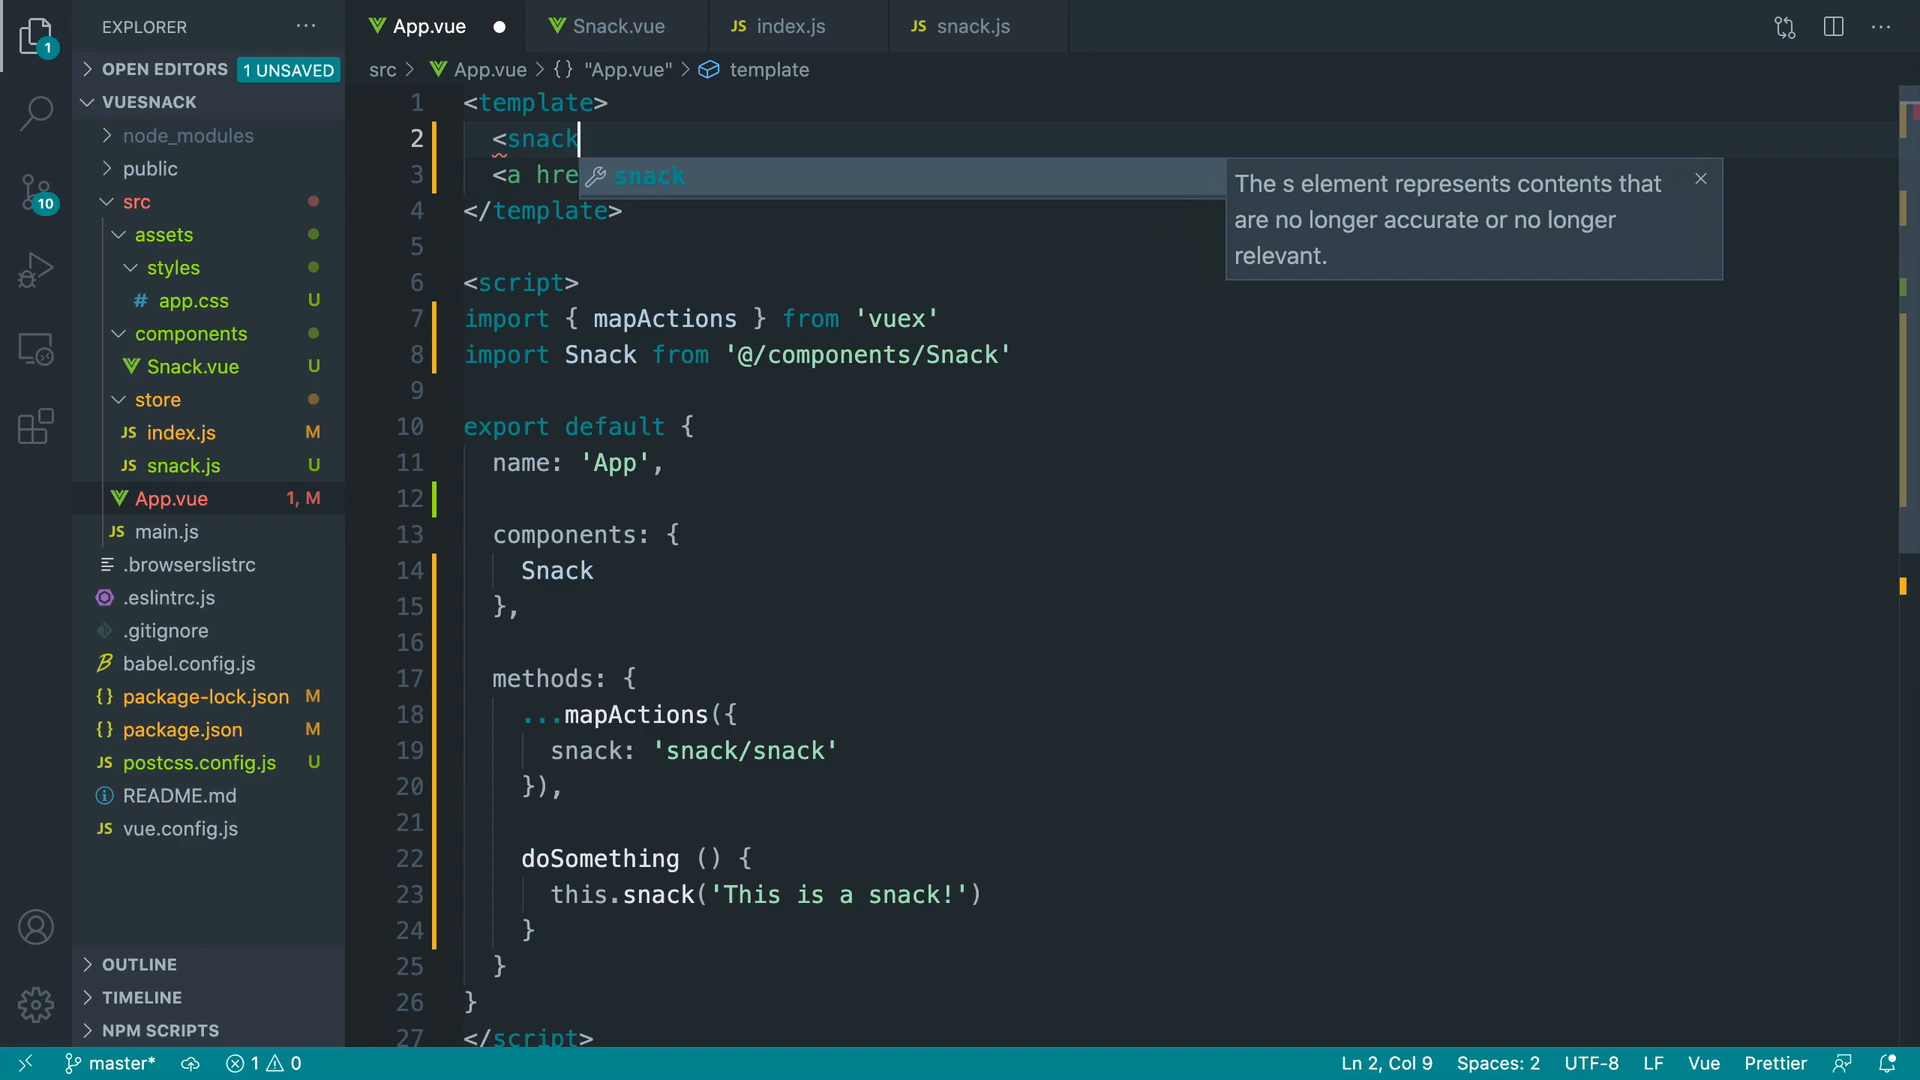 EXPLORER
1
OPEN EDITORS
1 UNSAVED
VUESNACK
node_modules
public
10
src
assets
styles
# app.css U
components
Snack.vue U
store
JS index.js M
JS snack.js U
App.vue 1, M
JS main.js
.browserslistrc
.eslintrc.js
.gitignore
babel.config.js
{} package-lock.json M
{} package.json M
JS postcss.config.js U
README.md
JS vue.config.js
OUTLINE
TIMELINE
NPM SCRIPTS
App.vue
Snack.vue
JS index.js
JS snack.js
src > App.vue > {} "App.vue" > template
1 <template>
2 <snack
3 <a hre
snack
The s element represents contents that
are no longer accurate or no longer
relevant.
4 </template>
5
6 <script>
7 import { mapActions } from 'vuex'
8 import Snack from '@/components/Snack'
9
10 export default {
11 name: 'App',
12
13 components: {
14 Snack
15 },
16
17 methods: {
18 ...mapActions({
19 snack: 'snack/snack'
20 }),
21
22 doSomething () {
23 this.snack('This is a snack!')
24 }
25 }
26 }
27 </script>
master* 1 0
Ln 2, Col 9
Spaces: 2
UTF-8
LF
Vue
Prettier